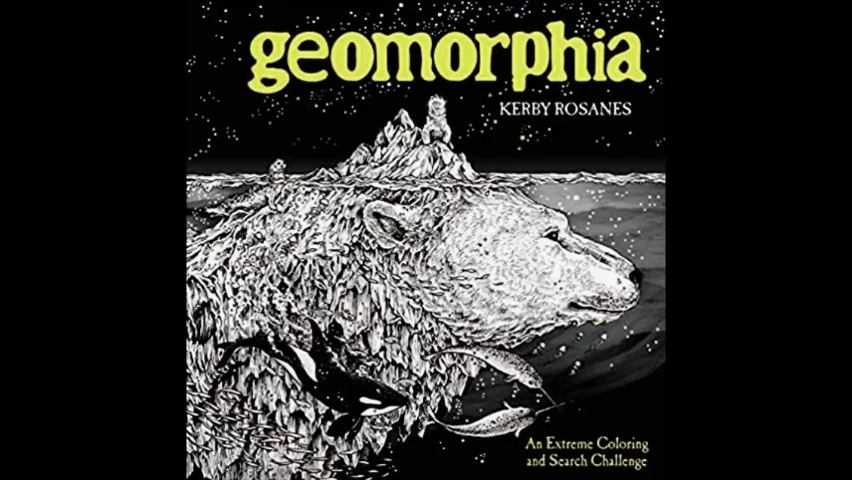 geomorphia
KERBY ROSANES
An Extreme Coloring
and Search Challenge